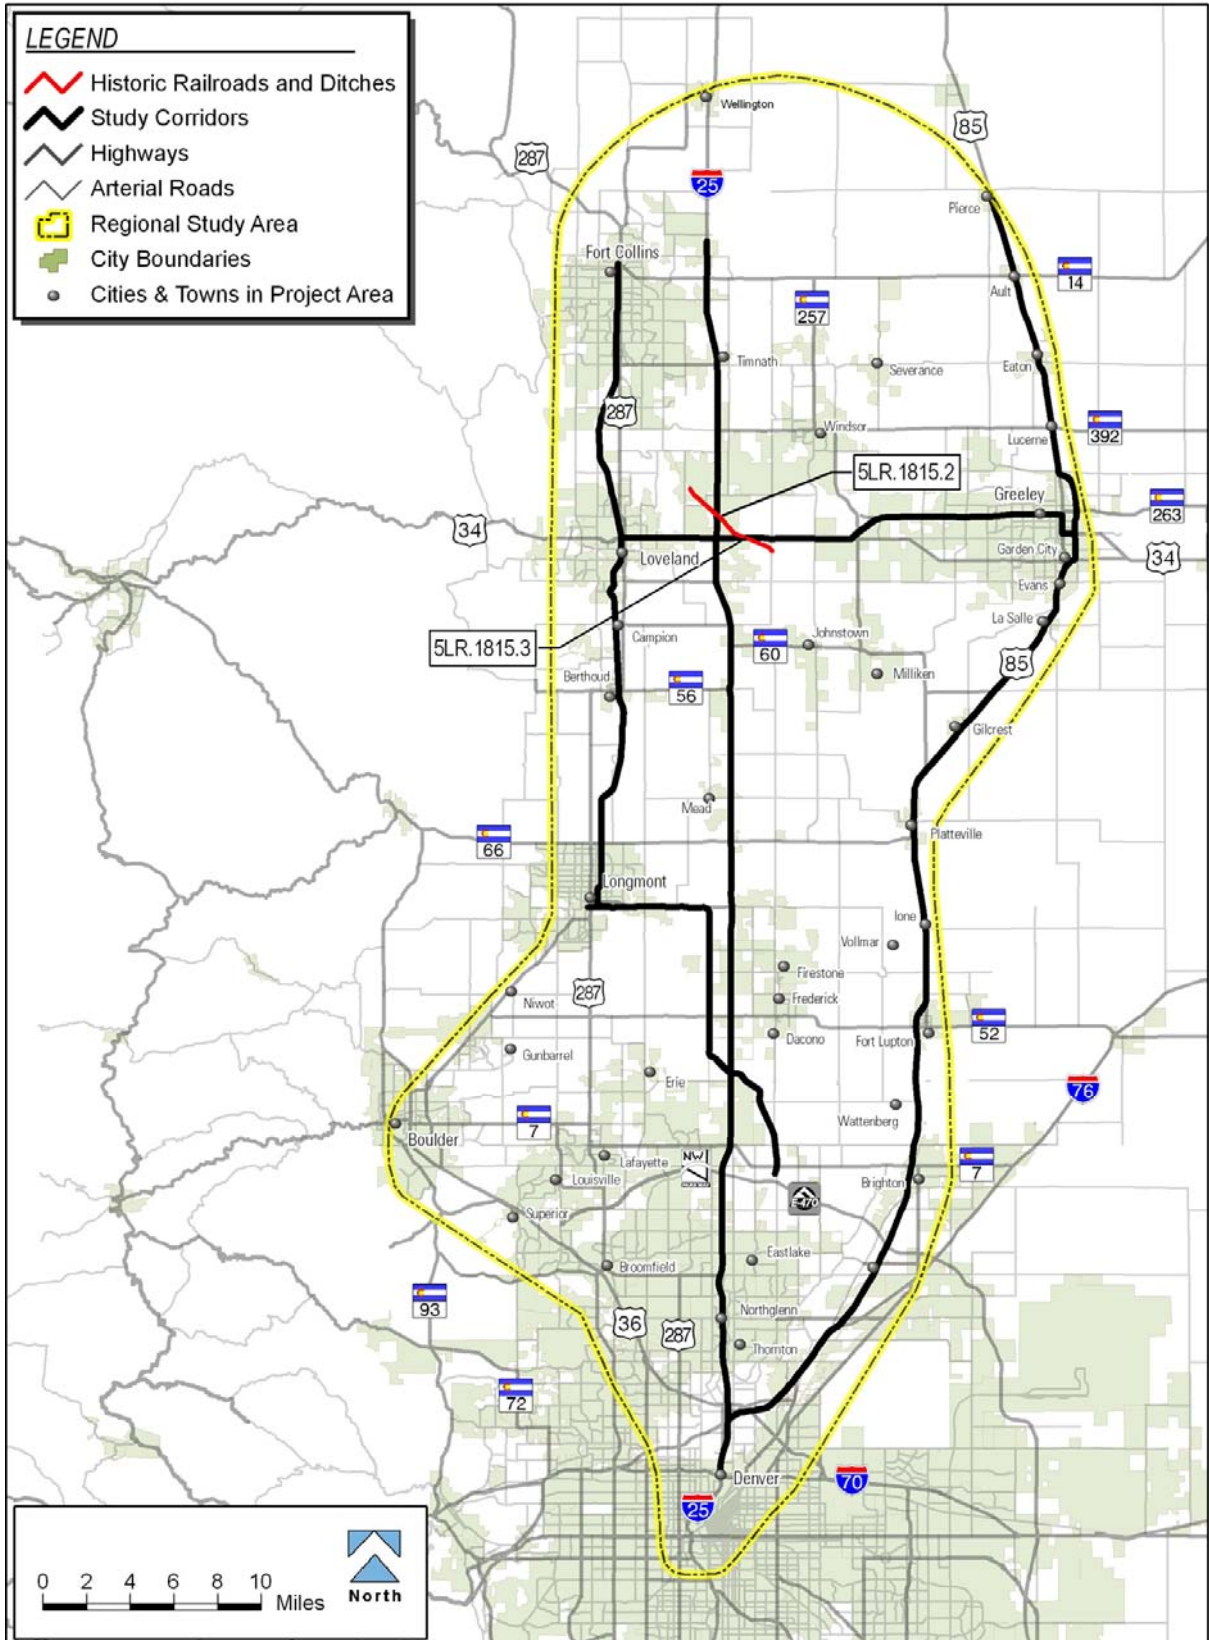 LEGEND
Historic Railroads and Ditches
Study Corridors
Highways
Arterial Roads
Regional Study Area
City Boundaries
Cities & Towns in Project Area
Wellington
85
287
25
Pierce
Fort Collins
14
Ault
257
Timnath
Severance
Eaton
287
Windsor
392
Lucerne
5LR.1815.2
Greeley
263
34
Loveland
Garden City
34
Evans
La Salle
5LR.1815.3
Campion
60
Johnstown
85
Berthoud
56
Milliken
Gilcrest
Mead
66
Platteville
Longmont
Ione
Vollmar
Firestone
Niwot
287
Frederick
52
Dacono
Fort Lupton
Gunbarrel
Erie
76
Wattenberg
7
Boulder
Lafayette
NW
7
Louisville
Brighton
E-470
Superior
Eastlake
Broomfield
93
Northglenn
36
287
Thornton
72
Denver
70
25
0 2 4 6 8 10
Miles
North